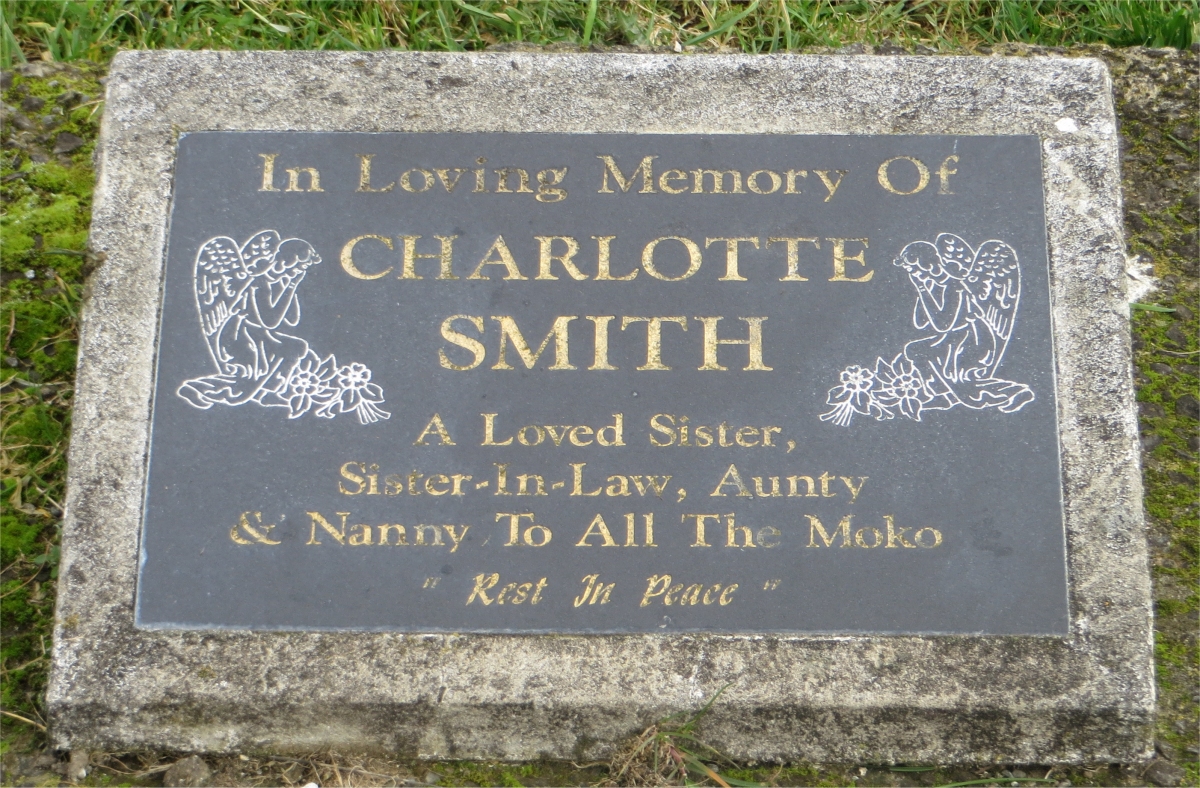 In Loving Memory Of
CHARLOTTE
SMITH
A Loved Sister,
Sister-In-Law, Aunty
& Nanny To All The Moko
" Rest In Peace "